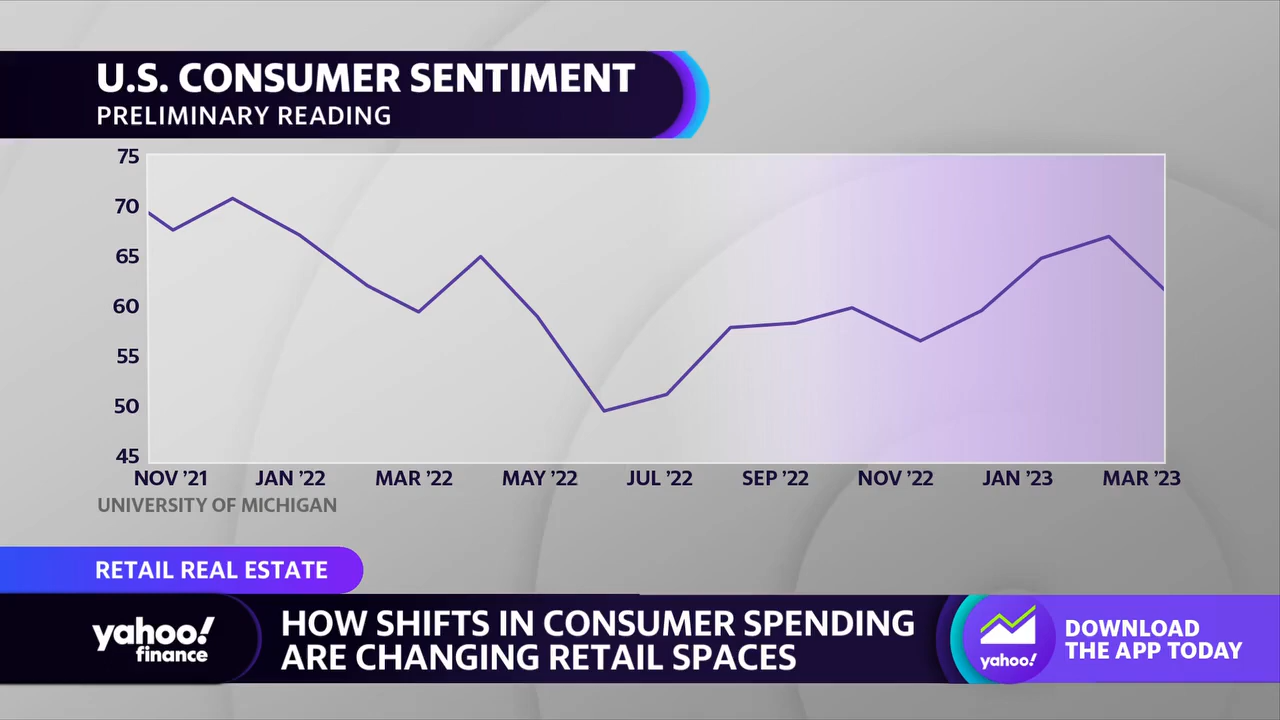 U.S. CONSUMER SENTIMENT
PRELIMINARY READING
75
70
65
60
55
50
45
NOV ’21 JAN ’22 MAR ’22 MAY ’22 JUL ’22 SEP ’22 NOV ’22 JAN ’23 MAR ’23
UNIVERSITY OF MICHIGAN
RETAIL REAL ESTATE
yahoo!
finance
HOW SHIFTS IN CONSUMER SPENDING
ARE CHANGING RETAIL SPACES
yahoo!
DOWNLOAD
THE APP TODAY